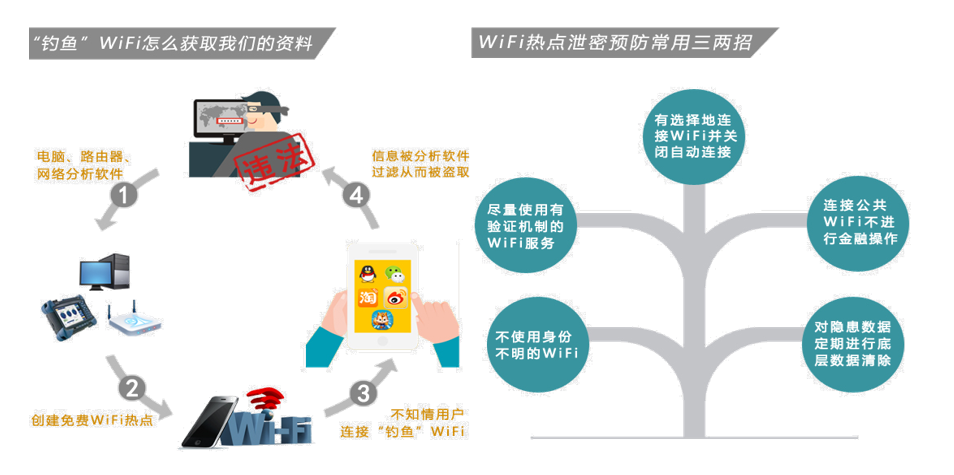 “钓鱼” WiFi怎么获取我们的资料
电脑、路由器、
网络分析软件
1
违法
信息被分析软件
过滤从而被盗取
4
淘
2
创建免费WiFi热点
Wi-Fi
3
不知情用户
连接“钓鱼”WiFi
WiFi热点泄密预防常用三两招
有选择地连
接WiFi并关
闭自动连接
尽量使用有
验证机制的
WiFi服务
连接公共
WiFi不进
行金融操作
不使用身份
不明的WiFi
对隐患数据
定期进行底
层数据清除